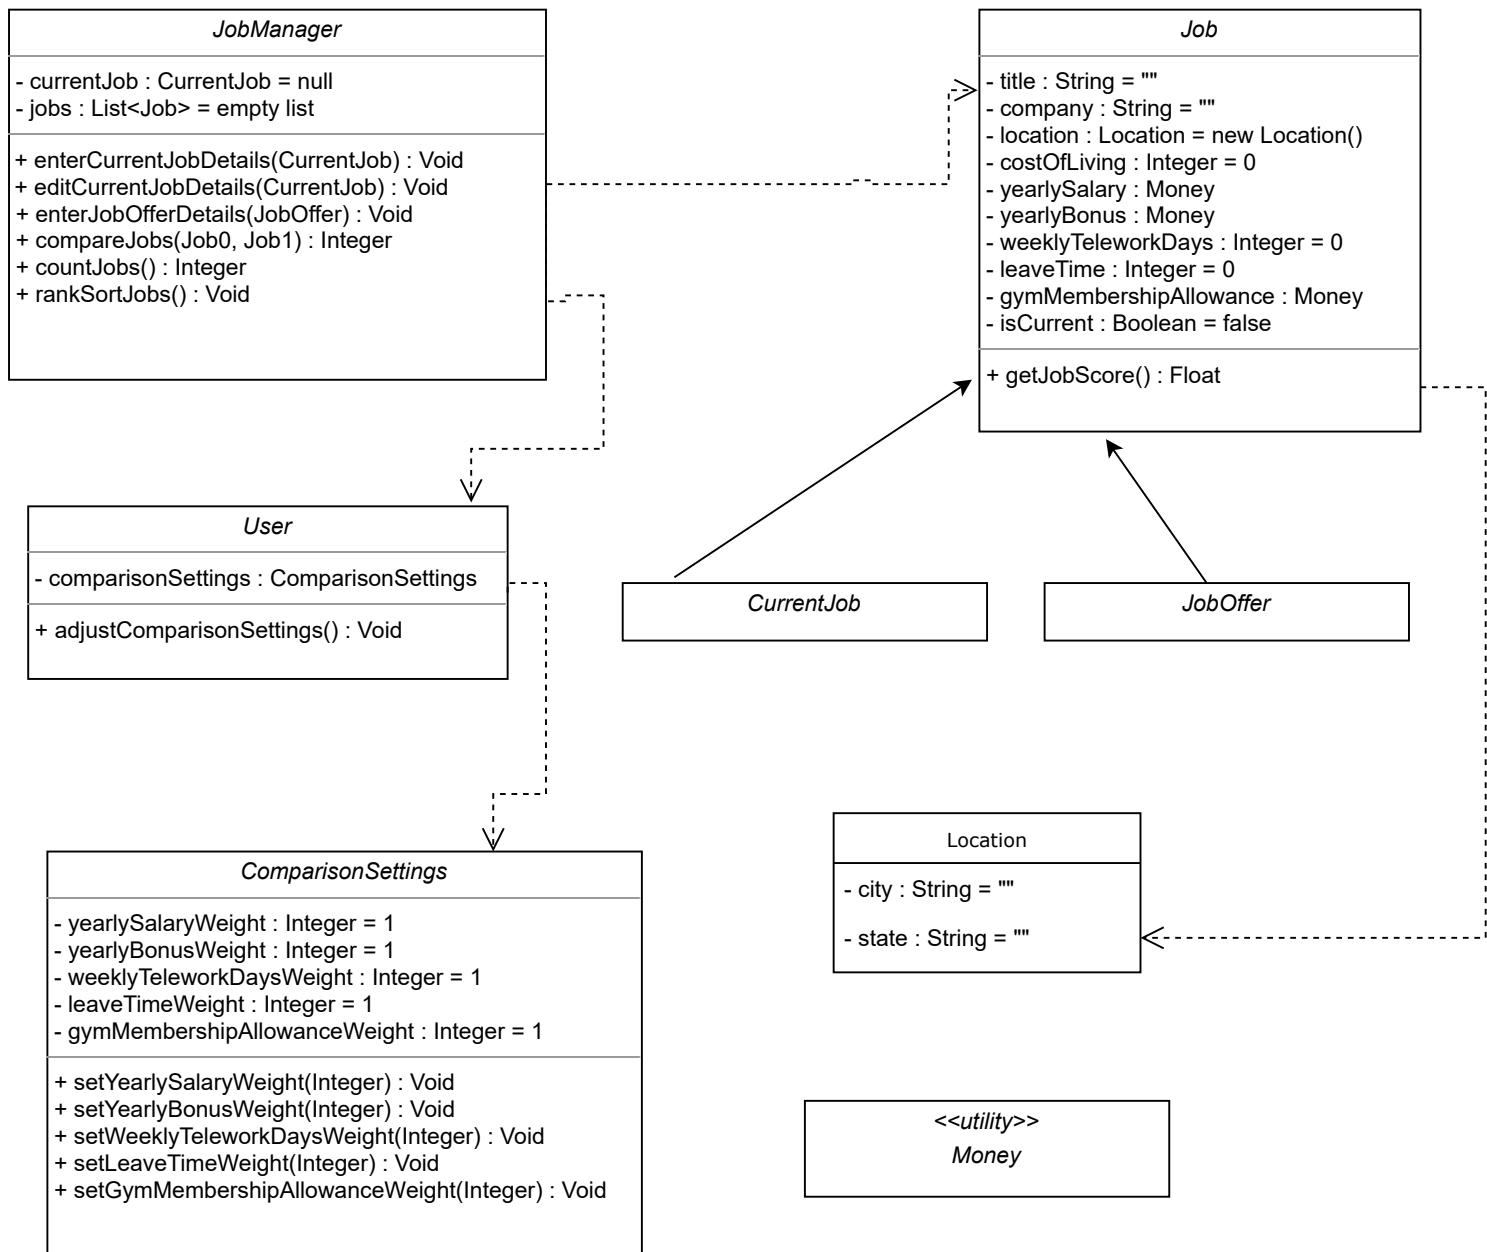 JobManager
- currentJob : CurrentJob = null
- jobs : List<Job> = empty list
+ enterCurrentJobDetails(CurrentJob) : Void
+ editCurrentJobDetails(CurrentJob) : Void
+ enterJobOfferDetails(JobOffer) : Void
+ compareJobs(Job0, Job1) : Integer
+ countJobs() : Integer
+ rankSortJobs() : Void
Job
- title : String = ""
- company : String = ""
- location : Location = new Location()
- costOfLiving : Integer = 0
- yearlySalary : Money
- yearlyBonus : Money
- weeklyTeleworkDays : Integer = 0
- leaveTime : Integer = 0
- gymMembershipAllowance : Money
- isCurrent : Boolean = false
+ getJobScore() : Float
User
- comparisonSettings : ComparisonSettings
+ adjustComparisonSettings() : Void
CurrentJob
JobOffer
ComparisonSettings
- yearlySalaryWeight : Integer = 1
- yearlyBonusWeight : Integer = 1
- weeklyTeleworkDaysWeight : Integer = 1
- leaveTimeWeight : Integer = 1
- gymMembershipAllowanceWeight : Integer = 1
+ setYearlySalaryWeight(Integer) : Void
+ setYearlyBonusWeight(Integer) : Void
+ setWeeklyTeleworkDaysWeight(Integer) : Void
+ setLeaveTimeWeight(Integer) : Void
+ setGymMembershipAllowanceWeight(Integer) : Void
Location
- city : String = ""
- state : String = ""
<<utility>>
Money